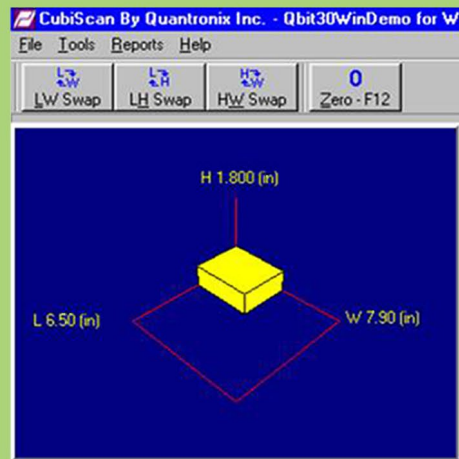 CubiScan By Quantronix Inc. - Qbit30WinDemo for W
File Tools Reports Help
L W H
LW Swap LH Swap HW Swap Zero - F12
H 1.800 (in)
L 6.50 (in) W 7.90 (in)